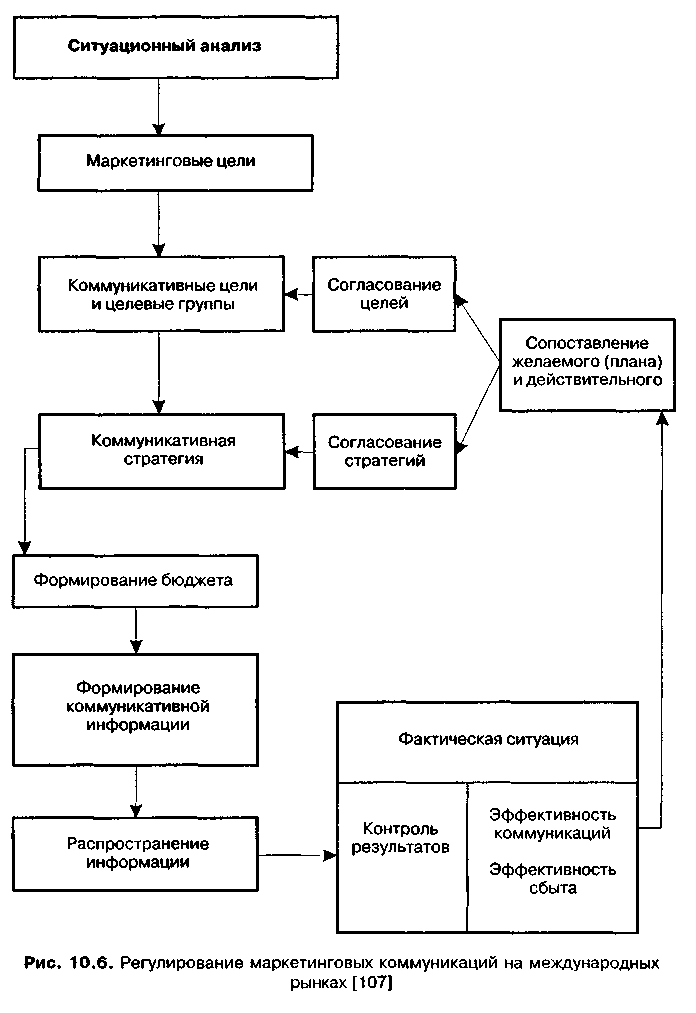 Ситуационный анализ
Маркетинговые цели
Коммуникативные цели
и целевые группы
Согласование
целей
Сопоставление
желаемого (плана)
и действительного
Коммуникативная
стратегия
Согласование
стратегий
Формирование бюджета
Формирование
коммуникативной
информации
Фактическая ситуация
Распространение
информации
Контроль
результатов
Эффективность
коммуникаций
Эффективность
сбыта
Рис. 10.6. Регулирование маркетинговых коммуникаций на международных
рынках [107]